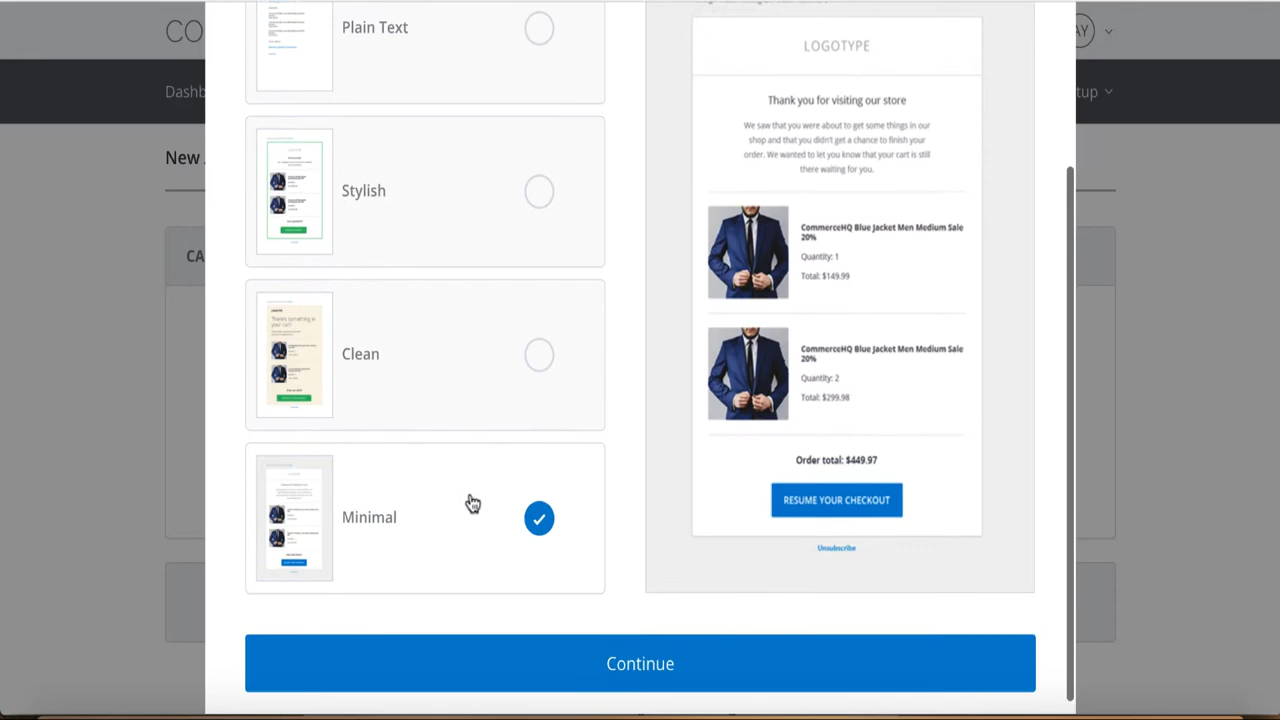 CO
AY
Dashb
tup
New
CA
Plain Text
Stylish
Clean
Minimal
LOGOTYPE
Thank you for visiting our store
We saw that you were about to get some things in our
shop and that you didn't get a chance to finish your
order. We wanted to let you know that your cart is still
there waiting for you.
CommerceHQ Blue Jacket Men Medium Sale
20%
Quantity: 1
Total: $149.99
CommerceHQ Blue Jacket Men Medium Sale
20%
Quantity: 2
Total: $299.98
Order total: $449.97
RESUME YOUR CHECKOUT
Unsubscribe
Continue